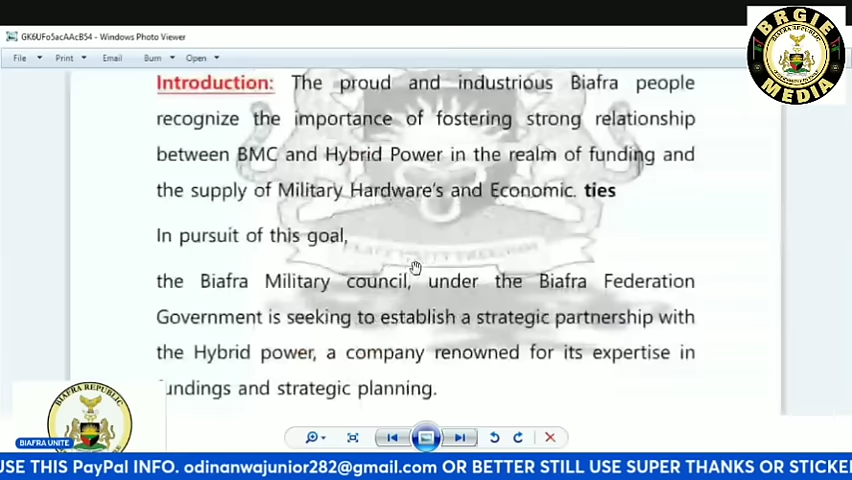 GK6UFo5acAAcB54 - Windows Photo Viewer
BRGIE
BIAFRA REPUBLIC
MEDIA
File Print Email Burn Open
Introduction: The proud and industrious Biafra people
recognize the importance of fostering strong relationship
between BMC and Hybrid Power in the realm of funding and
the supply of Military Hardware's and Economic. ties
In pursuit of this goal,
the Biafra Military council, under the Biafra Federation
Government is seeking to establish a strategic partnership with
the Hybrid power, a company renowned for its expertise in
fundings and strategic planning.
BIAFRA REPUBLIC
BIAFRA UNITE
USE THIS PayPal INFO. odinanwajunior282@gmail.com OR BETTER STILL USE SUPER THANKS OR STICKE